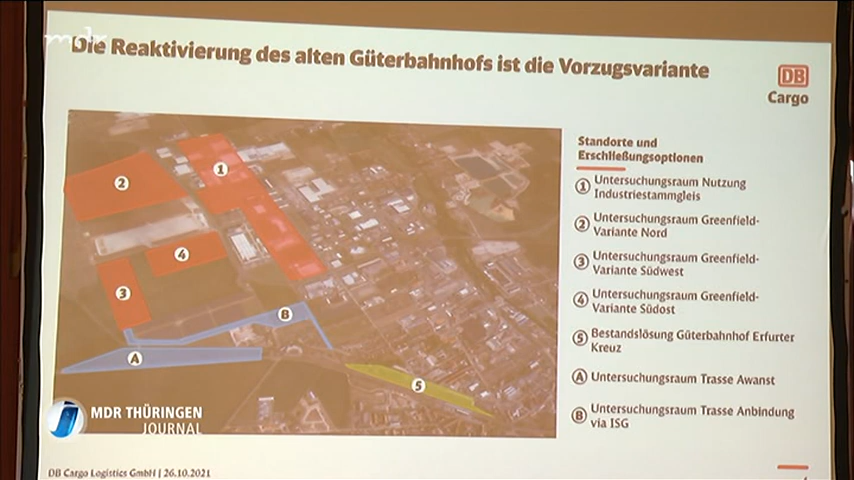 mdr
Die Reaktivierung des alten Güterbahnhofs ist die Vorzugsvariante
DB
Cargo
Standorte und
Erschließungsoptionen
1 Untersuchungsraum Nutzung
Industriestammgleis
2 Untersuchungsraum Greenfield-
Variante Nord
3 Untersuchungsraum Greenfield-
Variante Südwest
4 Untersuchungsraum Greenfield-
Variante Südost
5 Bestandslösung Güterbahnhof Erfurter
Kreuz
A Untersuchungsraum Trasse Awanst
B Untersuchungsraum Trasse Anbindung
via ISG
2
1
4
3
B
A
5
MDR THÜRINGEN
JOURNAL
DB Cargo Logistics GmbH | 26.10.2021